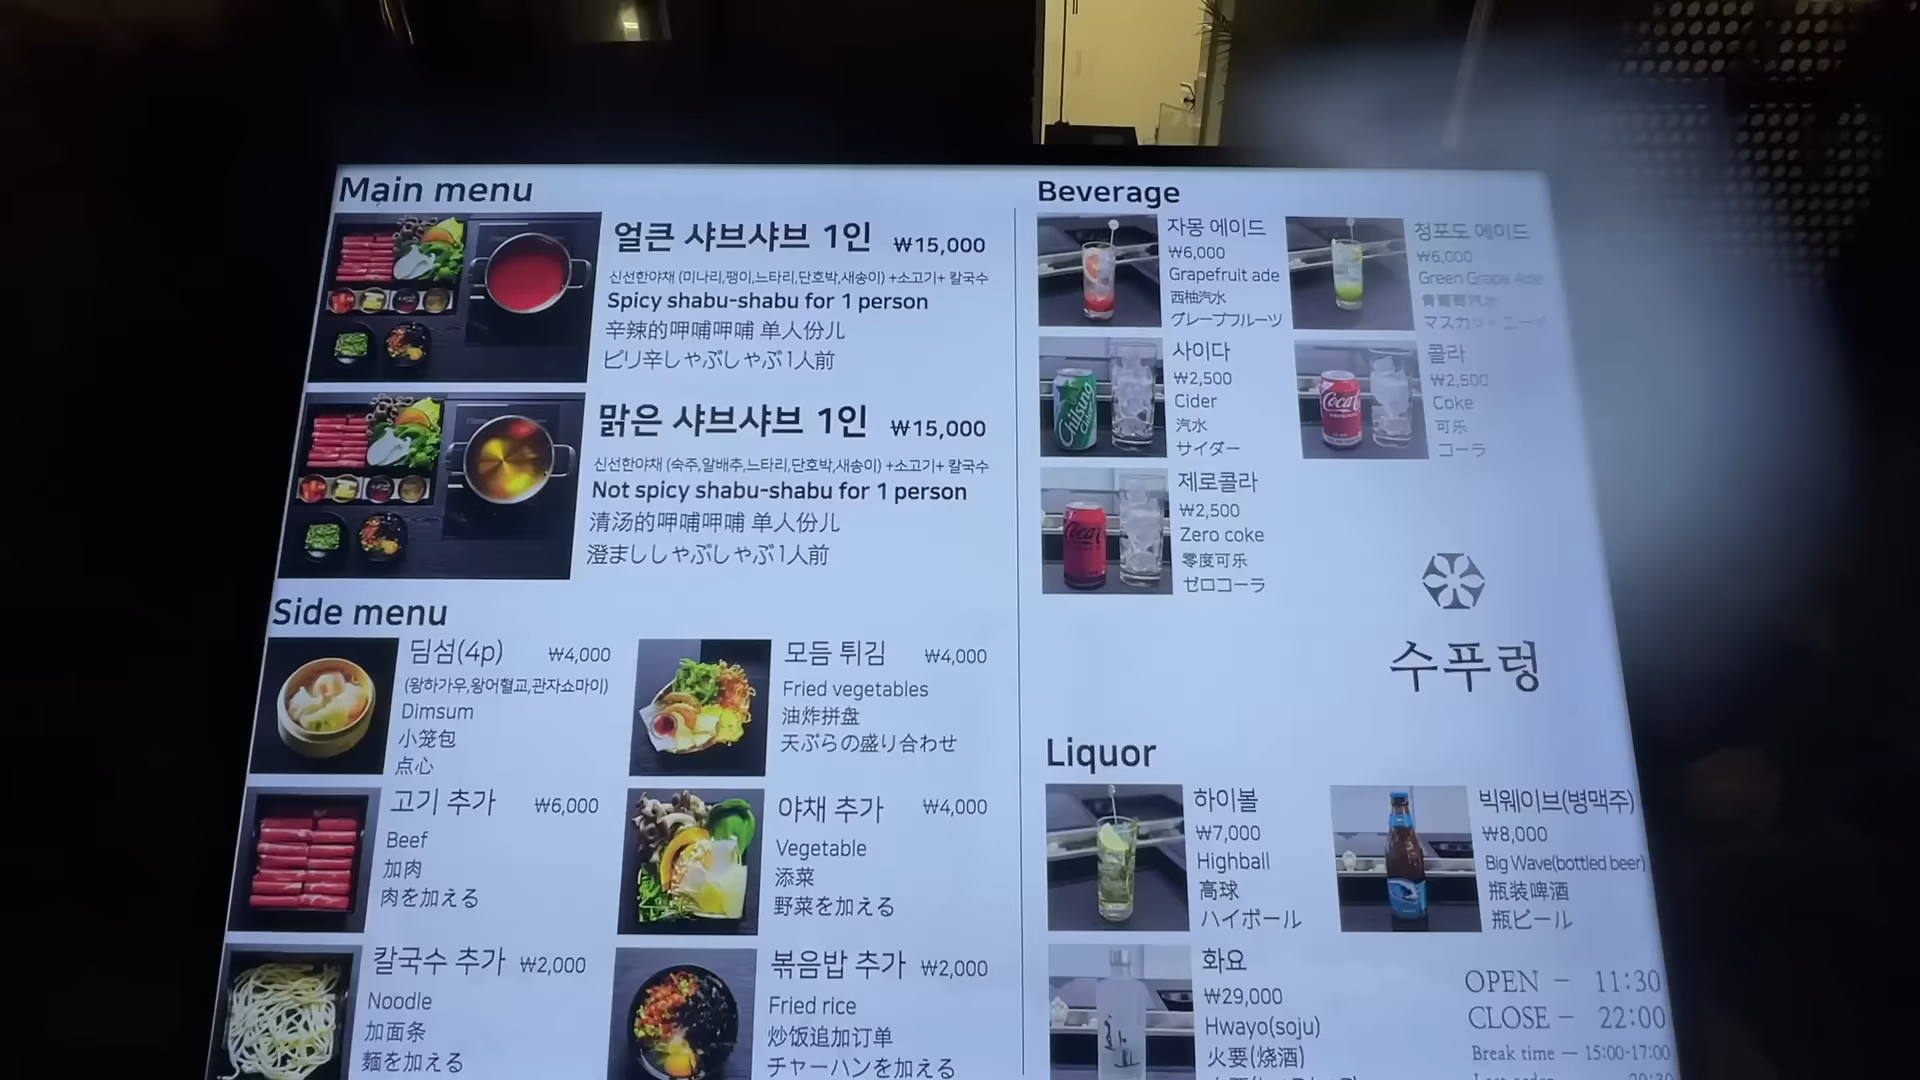 Main menu
얼큰 샤브샤브 1인 ₩15,000
신선한야채 (미나리,팽이,느타리,단호박,새송이) +소고기+ 칼국수
Spicy shabu-shabu for 1 person
辛辣的呷哺呷哺 单人份儿
ピリ辛しゃぶしゃぶ1人前
맑은 샤브샤브 1인 ₩15,000
신선한야채 (숙주,알배추,느타리,단호박,새송이) +소고기+ 칼국수
Not spicy shabu-shabu for 1 person
清汤的呷哺呷哺 单人份儿
澄まししゃぶしゃぶ1人前
Side menu
딤섬(4p) ₩4,000
(왕하가우,왕어혈교,관자쇼마이)
Dimsum
小笼包
点心
모듬 튀김 ₩4,000
Fried vegetables
油炸拼盘
天ぷらの盛り合わせ
고기 추가 ₩6,000
Beef
加肉
肉を加える
야채 추가 ₩4,000
Vegetable
添菜
野菜を加える
칼국수 추가 ₩2,000
Noodle
加面条
麺を加える
볶음밥 추가 ₩2,000
Fried rice
炒饭追加订单
チャーハンを加える
Beverage
자몽 에이드
₩6,000
Grapefruit ade
西柚汽水
グレープフルーツ
청포도 에이드
₩6,000
Green Grape Ade
青葡萄汽水
マスカットエード
사이다
₩2,500
Cider
汽水
サイダー
Chilsung
Cider
콜라
₩2,500
Coke
可乐
コーラ
Coca
제로콜라
₩2,500
Zero coke
零度可乐
ゼロコーラ
수푸렁
Liquor
하이볼
₩7,000
Highball
高球
ハイボール
빅웨이브(병맥주)
₩8,000
Big Wave(bottled beer)
瓶装啤酒
瓶ビール
화요
₩29,000
Hwayo(soju)
火要(烧酒)
화요
OPEN - 11:30
CLOSE - 22:00
Break time - 15:00-17:00